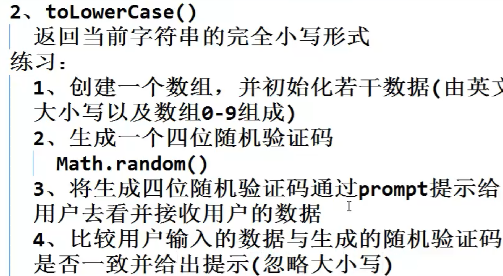 2、toLowerCase()
返回当前字符串的完全小写形式
练习：
1、创建一个数组，并初始化若干数据(由英文
大小写以及数组0-9组成)
2、生成一个四位随机验证码
Math.random()
3、将生成四位随机验证码通过prompt提示给
用户去看并接收用户的数据
4、比较用户输入的数据与生成的随机验证码
是否一致并给出提示(忽略大小写)